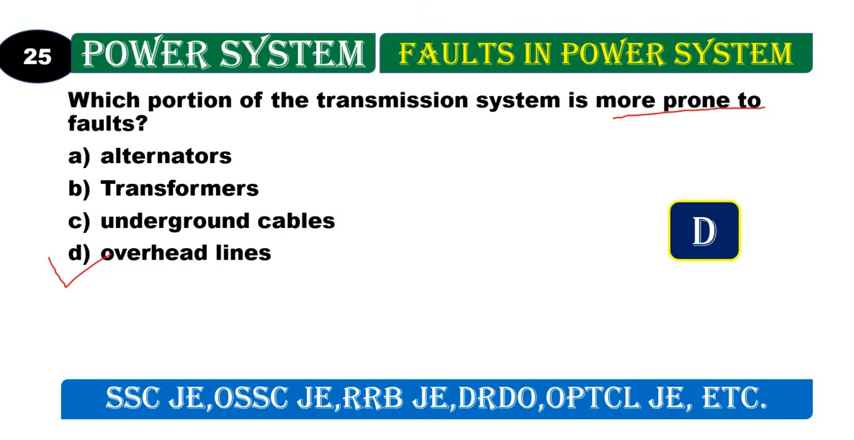 25
POWER SYSTEM
FAULTS IN POWER SYSTEM
Which portion of the transmission system is more prone to
faults?
a) alternators
b) Transformers
c) underground cables
d) overhead lines
D
SSC JE,OSSC JE,RRB JE,DRDO,OPTCL JE, ETC.